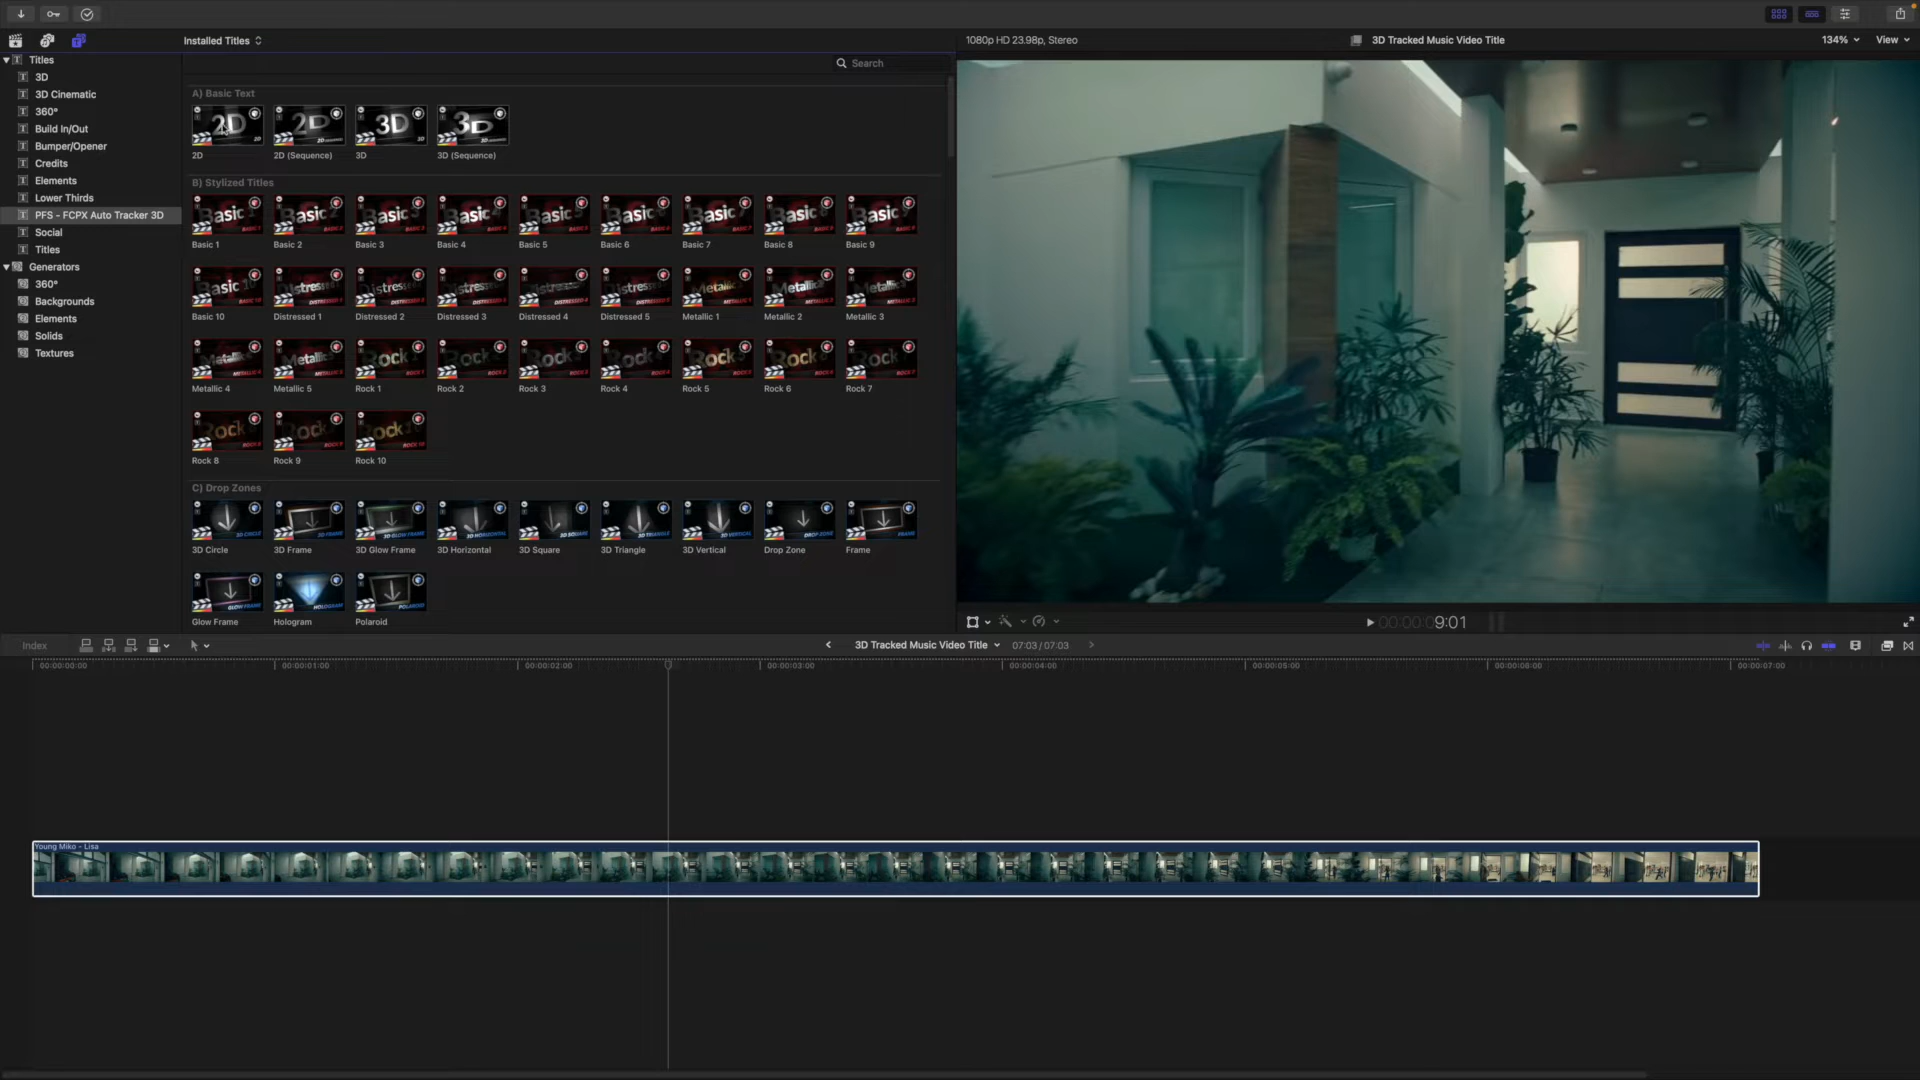 Installed Titles
1080p HD 23.98p, Stereo
3D Tracked Music Video Title
134%
View
Titles
3D
3D Cinematic
360°
Build In/Out
Bumper/Opener
Credits
Elements
Lower Thirds
PFS - FCPX Auto Tracker 3D
Social
Titles
Generators
360°
Backgrounds
Elements
Solids
Textures
Search
A) Basic Text
2D
2D (Sequence)
3D
3D (Sequence)
B) Stylized Titles
Basic 1
Basic 2
Basic 3
Basic 4
Basic 5
Basic 6
Basic 7
Basic 8
Basic 9
Basic 10
Distressed 1
Distressed 2
Distressed 3
Distressed 4
Distressed 5
Metallic 1
Metallic 2
Metallic 3
Metallic 4
Metallic 5
Rock 1
Rock 2
Rock 3
Rock 4
Rock 5
Rock 6
Rock 7
Rock 8
Rock 9
Rock 10
C) Drop Zones
3D Circle
3D Frame
3D Glow Frame
3D Horizontal
3D Square
3D Triangle
3D Vertical
Drop Zone
Frame
Glow Frame
Hologram
Polaroid
00:00:00:09:01
Index
3D Tracked Music Video Title
07:03 / 07:03
00:00:00:00
00:00:01:00
00:00:02:00
00:00:03:00
00:00:04:00
00:00:05:00
00:00:06:00
00:00:07:00
Young Miko - Lisa